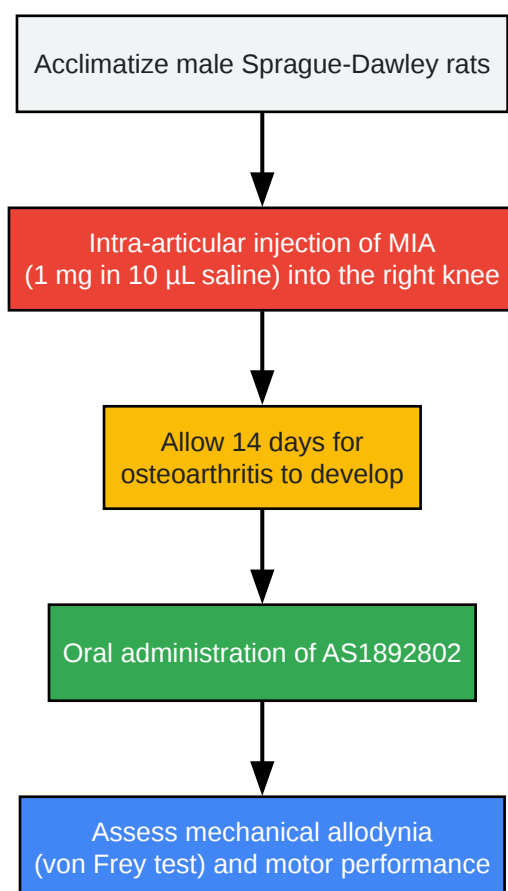 Acclimatize male Sprague-Dawley rats
Intra-articular injection of MIA
(1 mg in 10 µL saline) into the right knee
Allow 14 days for
osteoarthritis to develop
Oral administration of AS1892802
Assess mechanical allodynia
(von Frey test) and motor performance